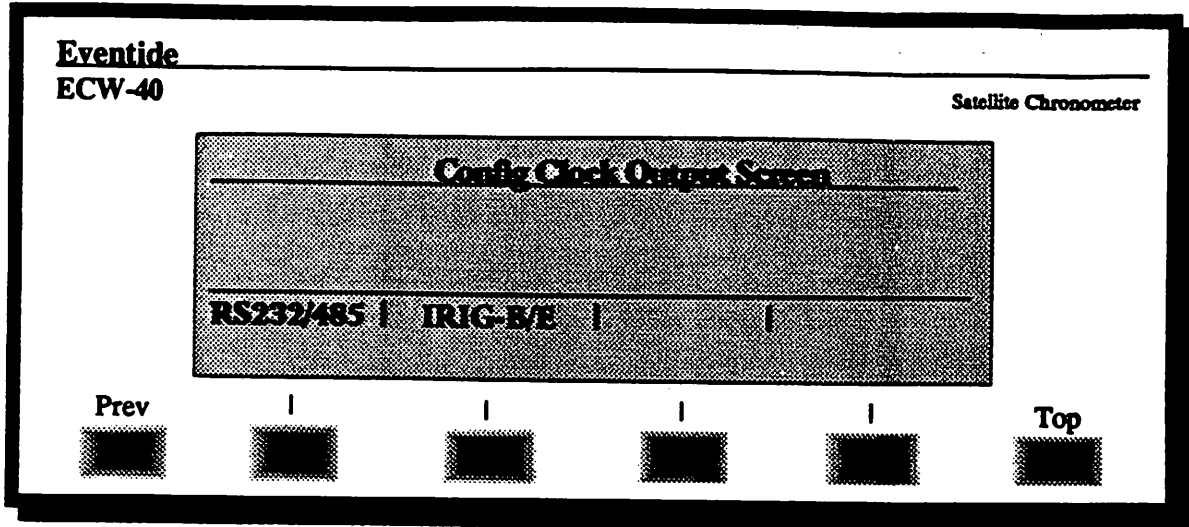 Eventide
ECW-40
Satellite Chronometer
Config Clock Output Screen
RS232/485 | IRIG-B/E | |
Prev | | | | Top